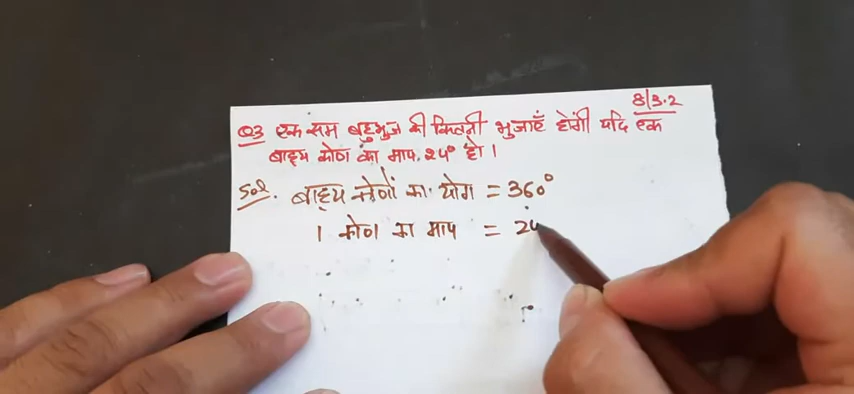 8/3.2
Q3 एक सम बहुभुज की कितनी भुजाएँ होंगी यदि एक
बाह्य कोण का माप 24° हो ।
Sol. बाह्य कोणों का योग = 360°
1 कोण का माप = 24